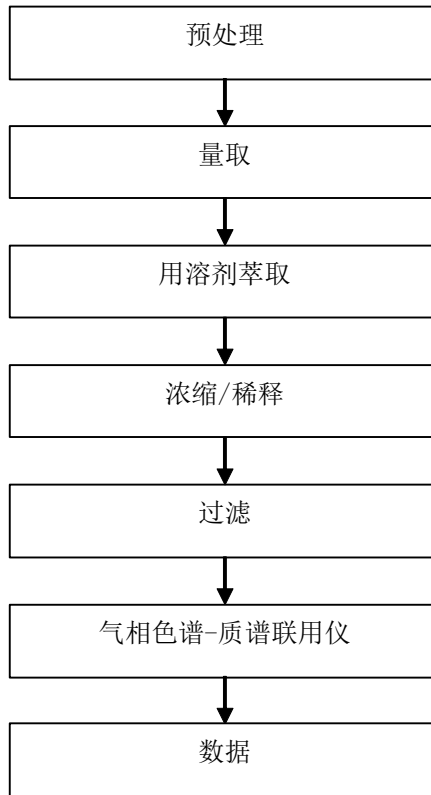 预处理
量取
用溶剂萃取
浓缩/稀释
过滤
气相色谱-质谱联用仪
数据